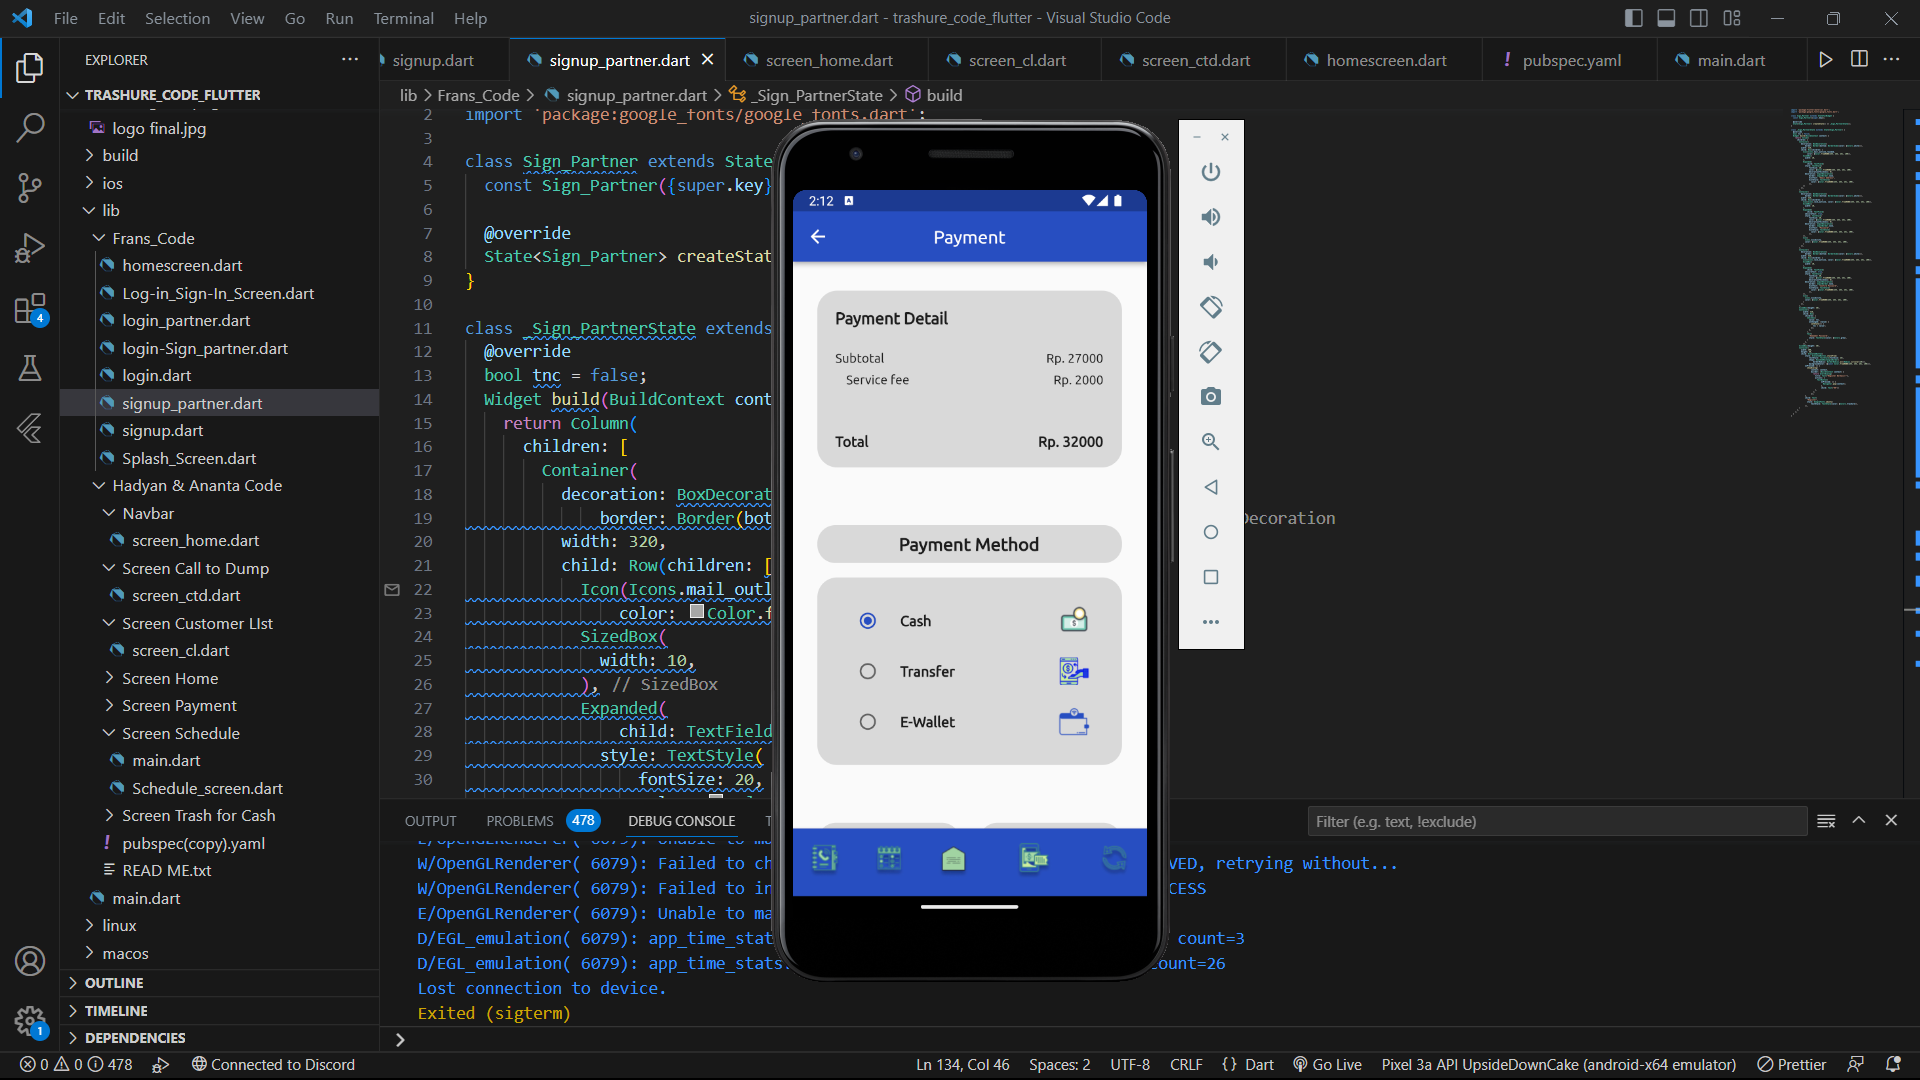 File Edit Selection View Go Run Terminal Help
signup_partner.dart - trashure_code_flutter - Visual Studio Code
EXPLORER
TRASHURE_CODE_FLUTTER
logo final.jpg
build
ios
lib
Frans_Code
homescreen.dart
Log-in_Sign-In_Screen.dart
login_partner.dart
login-Sign_partner.dart
login.dart
signup_partner.dart
signup.dart
Splash_Screen.dart
Hadyan & Ananta Code
Navbar
screen_home.dart
Screen Call to Dump
screen_ctd.dart
Screen Customer LIst
screen_cl.dart
Screen Home
Screen Payment
Screen Schedule
main.dart
Schedule_screen.dart
Screen Trash for Cash
! pubspec(copy).yaml
READ ME.txt
main.dart
linux
macos
OUTLINE
TIMELINE
DEPENDENCIES
4
1
signup.dart signup_partner.dart screen_home.dart screen_cl.dart screen_ctd.dart homescreen.dart ! pubspec.yaml main.dart
lib > Frans_Code > signup_partner.dart > _Sign_PartnerState > build
2 import 'package:google_fonts/google_fonts.dart';
3
4 class Sign_Partner extends State
5 const Sign_Partner({super.key}
6
7 @override
8 State<Sign_Partner> createStat
9 }
10
11 class _Sign_PartnerState extends
12 @override
13 bool tnc = false;
14 Widget build(BuildContext cont
15 return Column(
16 children: [
17 Container(
18 decoration: BoxDecorat
19 border: Border(bot
Decoration
20 width: 320,
21 child: Row(children: [
22 Icon(Icons.mail_outl
23 color: Color.f
24 SizedBox(
25 width: 10,
26 ), // SizedBox
27 Expanded(
28 child: TextField
29 style: TextStyle(
30 fontSize: 20,
2:12
Payment
Payment Detail
Subtotal Rp. 27000
Service fee Rp. 2000
Total Rp. 32000
Payment Method
Cash
Transfer
E-Wallet
OUTPUT PROBLEMS 478 DEBUG CONSOLE T
Filter (e.g. text, !exclude)
E/OpenGLRenderer( 6079): Unable to ma
W/OpenGLRenderer( 6079): Failed to ch
VED, retrying without...
W/OpenGLRenderer( 6079): Failed to in
CESS
E/OpenGLRenderer( 6079): Unable to ma
D/EGL_emulation( 6079): app_time_stat
count=3
D/EGL_emulation( 6079): app_time_stats:
ount=26
Lost connection to device.
Exited (sigterm)
0 0 478 Connected to Discord
Ln 134, Col 46 Spaces: 2 UTF-8 CRLF {} Dart Go Live Pixel 3a API UpsideDownCake (android-x64 emulator) Prettier